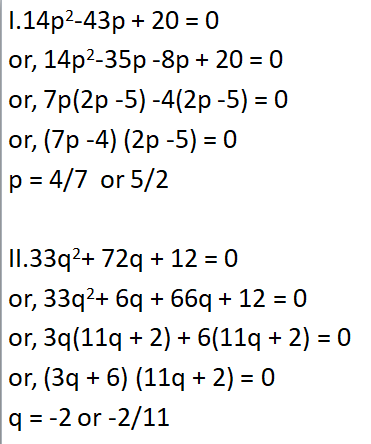 I.14p²-43p + 20 = 0
or, 14p²-35p -8p + 20 = 0
or, 7p(2p -5) -4(2p -5) = 0
or, (7p -4) (2p -5) = 0
p = 4/7  or 5/2
II.33q²+ 72q + 12 = 0
or, 33q²+ 6q + 66q + 12 = 0
or, 3q(11q + 2) + 6(11q + 2) = 0
or, (3q + 6) (11q + 2) = 0
q = -2 or -2/11